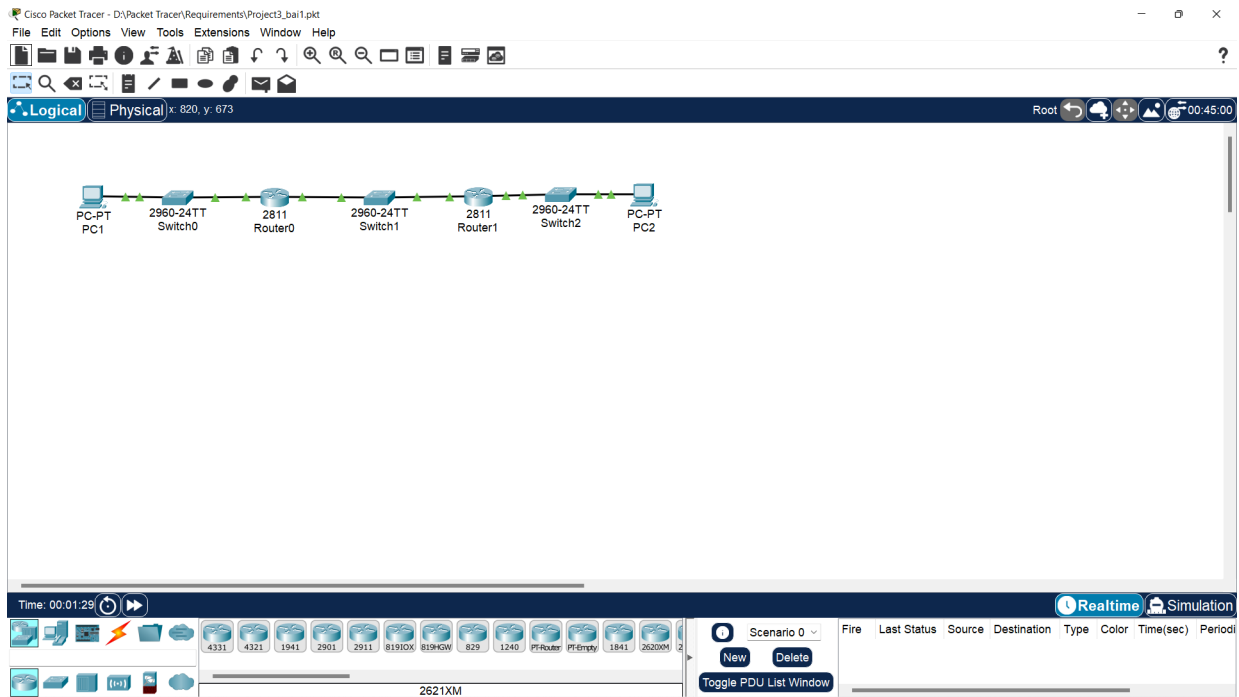 Cisco Packet Tracer - D:\Packet Tracer\Requirements\Project3_bai1.pkt
File Edit Options View Tools Extensions Window Help
?
Logical Physical x: 820, y: 673 Root 00:45:00
PC-PT
PC1
2960-24TT
Switch0
2811
Router0
2960-24TT
Switch1
2811
Router1
2960-24TT
Switch2
PC-PT
PC2
Time: 00:01:29 Realtime Simulation
4331 4321 1941 2901 2911 819IOX 819HGW 829 1240 PT-Router PT-Empty 1841 2620XM 2
2621XM
Scenario 0
New Delete
Toggle PDU List Window
Fire Last Status Source Destination Type Color Time(sec) Periodi